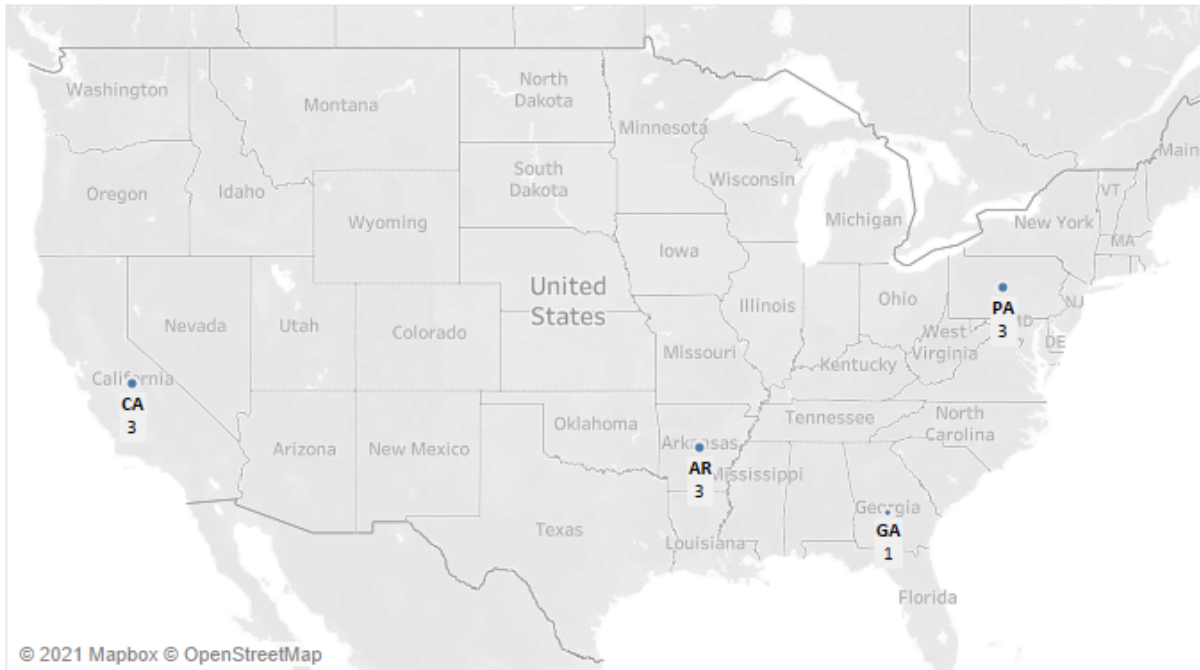 Washington
Montana
North
Dakota
Minnesota
Oregon
Idaho
South
Dakota
Wisconsin
Michigan
Wyoming
New York
VT
MA
Iowa
United
States
Nevada
Utah
Colorado
Illinois
Ohio
PA
3
NJ
DE
West
Virginia
Missouri
Kentucky
California
CA
3
Arizona
New Mexico
Oklahoma
Arkansas
AR
3
Tennessee
North
Carolina
Mississippi
Georgia
GA
1
Texas
Louisiana
Florida
© 2021 Mapbox © OpenStreetMap